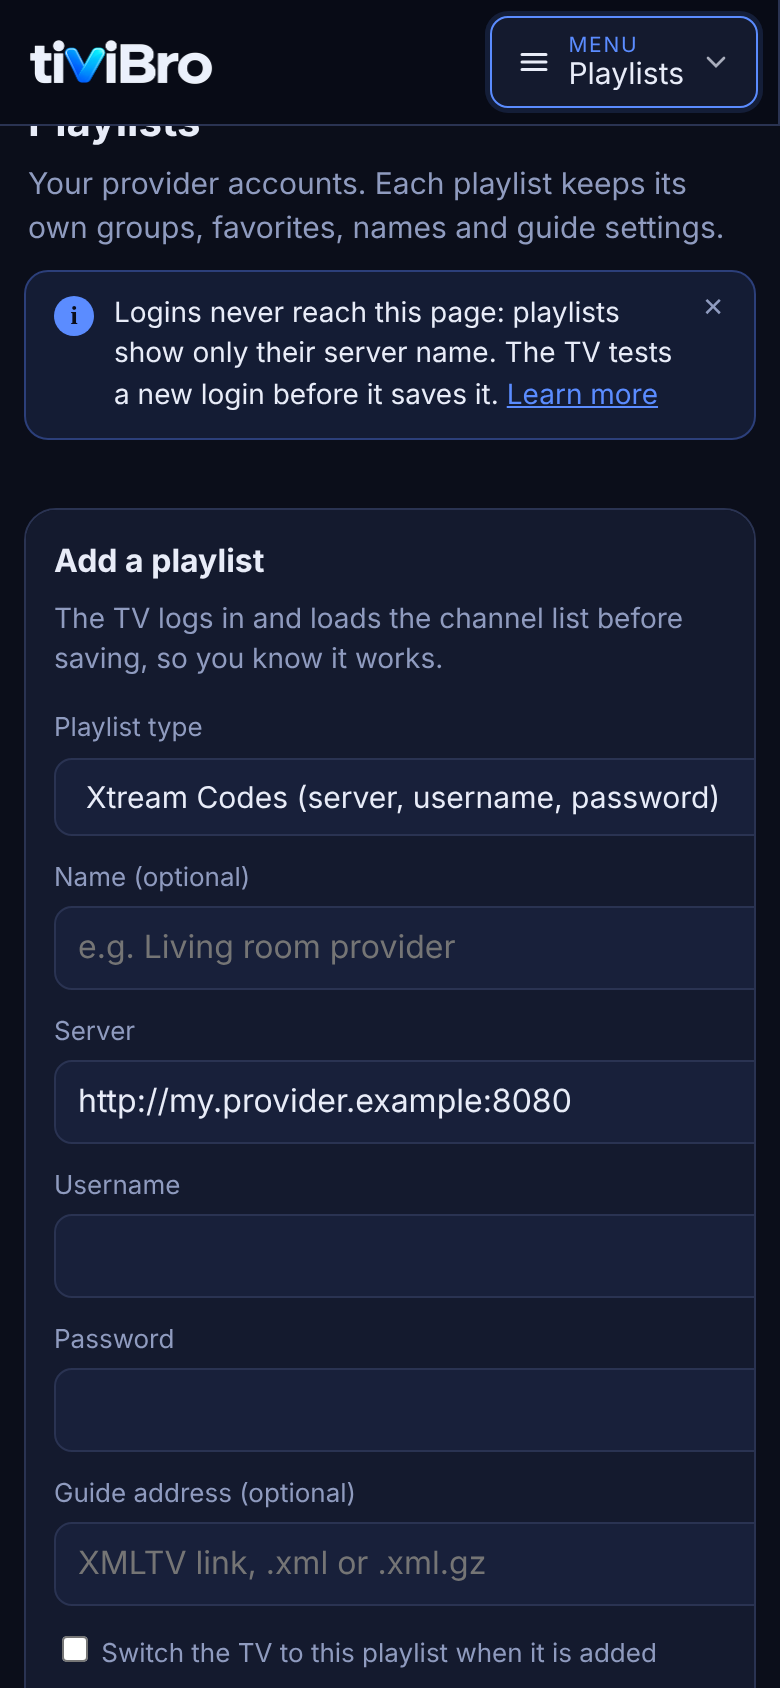 tiviBro
MENU
Playlists
Playlists
Your provider accounts. Each playlist keeps its
own groups, favorites, names and guide settings.
i
Logins never reach this page: playlists
show only their server name. The TV tests
a new login before it saves it. Learn more
×
Add a playlist
The TV logs in and loads the channel list before
saving, so you know it works.
Playlist type
Xtream Codes (server, username, password)
Name (optional)
e.g. Living room provider
Server
http://my.provider.example:8080
Username
Password
Guide address (optional)
XMLTV link, .xml or .xml.gz
Switch the TV to this playlist when it is added